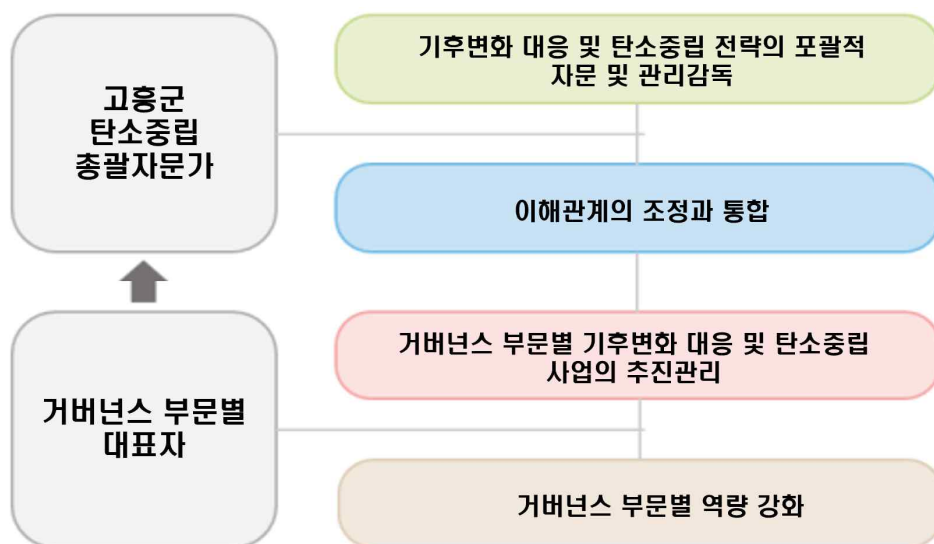 고흥군
탄소중립
총괄자문가
기후변화 대응 및 탄소중립 전략의 포괄적
자문 및 관리감독
이해관계의 조정과 통합
거버넌스 부문별
대표자
거버넌스 부문별 기후변화 대응 및 탄소중립
사업의 추진관리
거버넌스 부문별 역량 강화